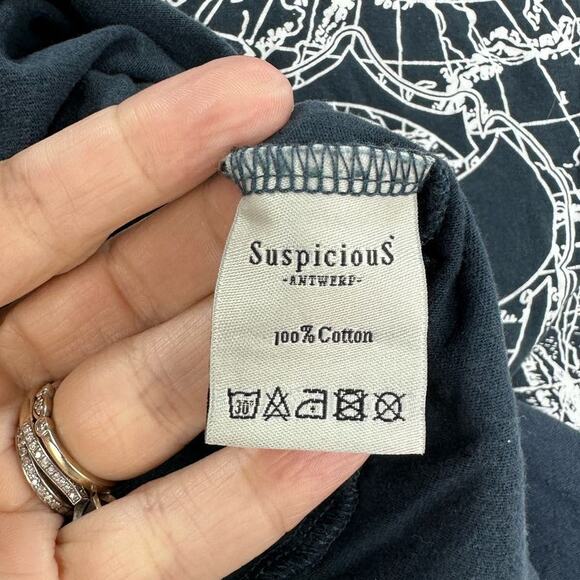 SuspiciouS
-ANTWERP-
100% Cotton
30°